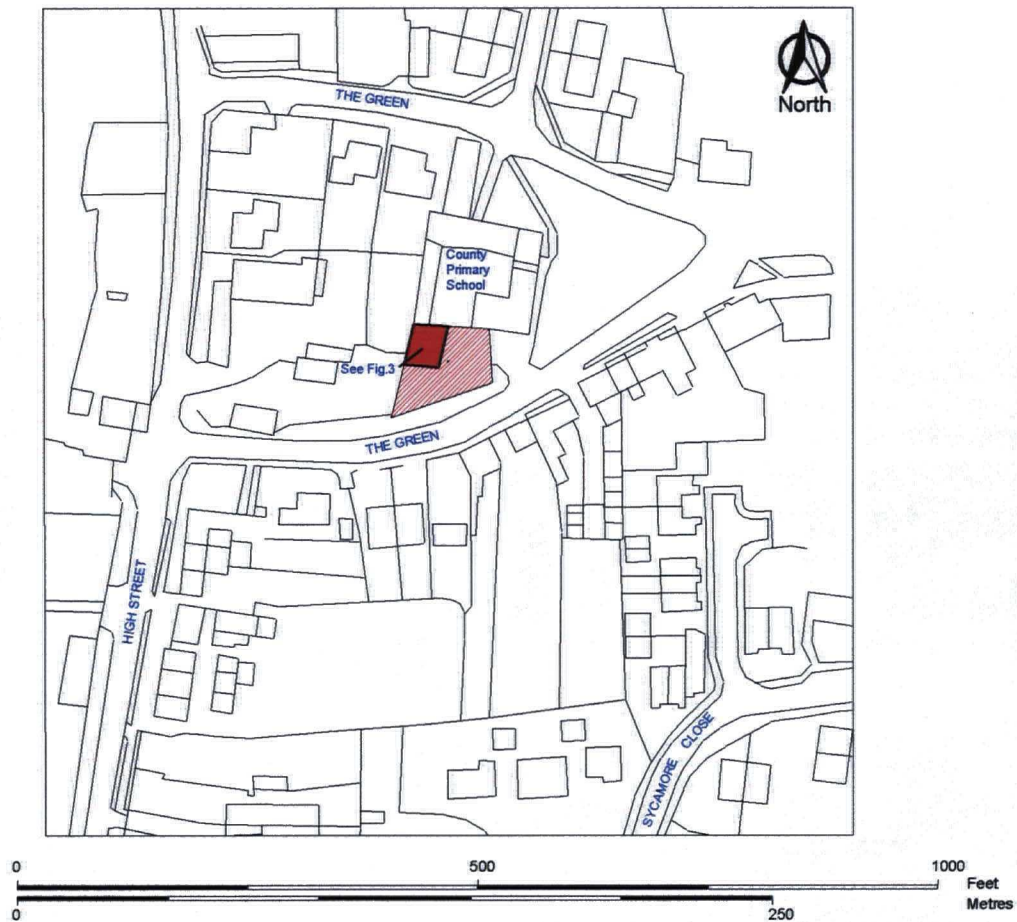 North
THE GREEN
County
Primary
School
See Fig.3
THE GREEN
HIGH STREET
SYCAMORE CLOSE
0 500 1000
Feet
Metres
0 250